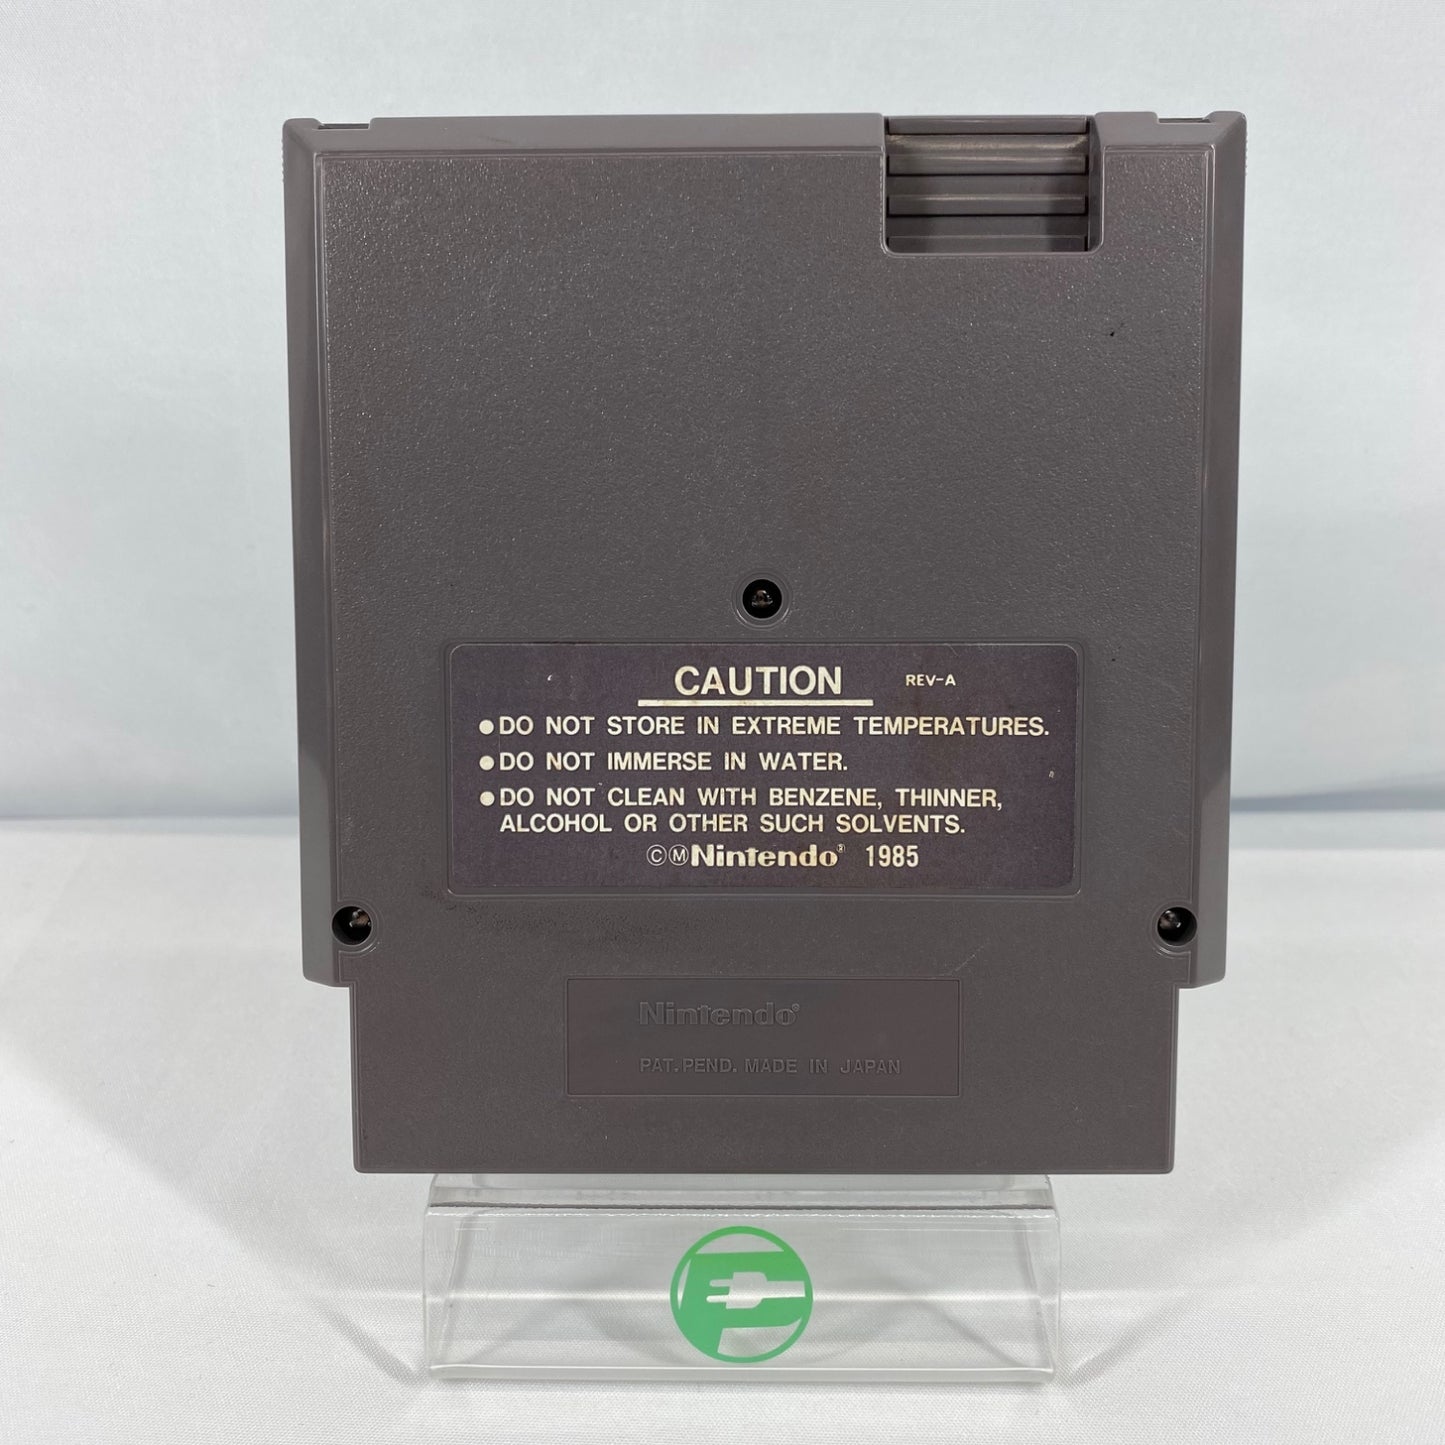 CAUTION REV-A
●DO NOT STORE IN EXTREME TEMPERATURES.
●DO NOT IMMERSE IN WATER.
●DO NOT CLEAN WITH BENZENE, THINNER,
ALCOHOL OR OTHER SUCH SOLVENTS.
©ⓂNintendo® 1985
Nintendo®
PAT. PEND. MADE IN JAPAN